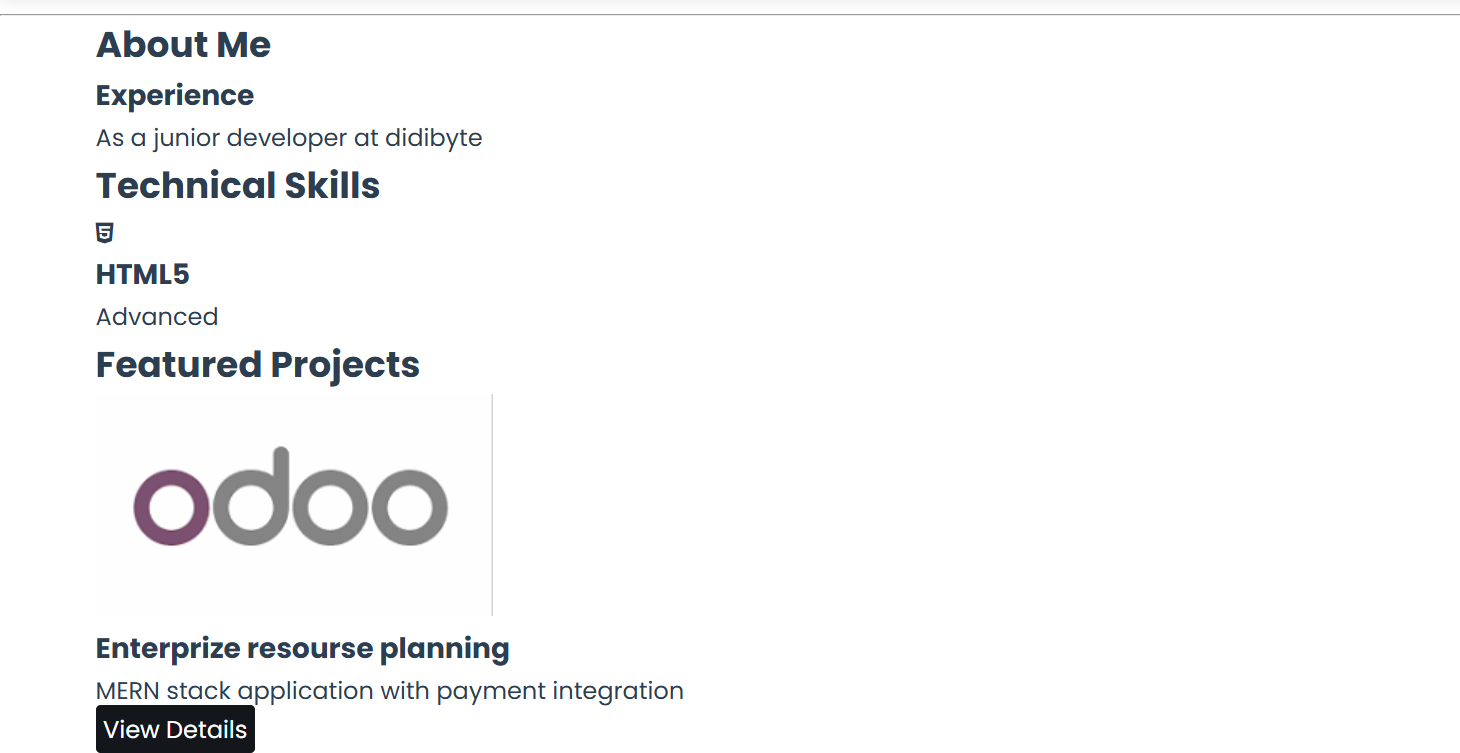 About Me
Experience
As a junior developer at didibyte
Technical Skills
5
HTML5
Advanced
Featured Projects
odoo
Enterprize resourse planning
MERN stack application with payment integration
View Details